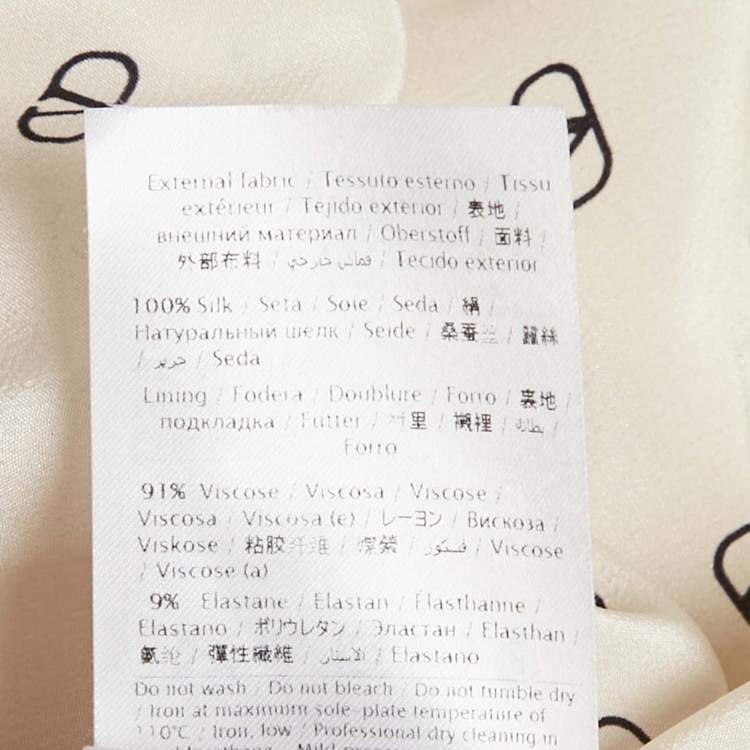 External fabric / Tessuto esterno / Tissu
extérieur / Tejido exterior / 表地 /
внешний материал / Oberstoff / 面料 /
外部布料 / قماش خارجي / Tecido exterior
100% Silk / Seta / Soie / Seda / 絹 /
Натуральный шелк / Seide / 桑蚕丝 / 蠶絲
/ حرير / Seda
Lining / Fodera / Doublure / Forro / 裏地 /
подкладка / Futter / 衬里 / 襯裡 / بطانة /
Forro
91% Viscose / Viscosa / Viscose /
Viscosa / Viscosa (e) / レーヨン / Вискоза /
Viskose / 粘胶纤维 / 嫘縈 / فسكوز / Viscose
/ Viscose (a)
9% Elastane / Elastan / Élasthanne /
Elastano / ポリウレタン / Эластан / Elasthan /
氨纶 / 彈性纖維 / الاستان / Elastano
Do not wash / Do not bleach / Do not tumble dry
/ Iron at maximum sole-plate temperature of
110°C / Iron, low / Professional dry cleaning in